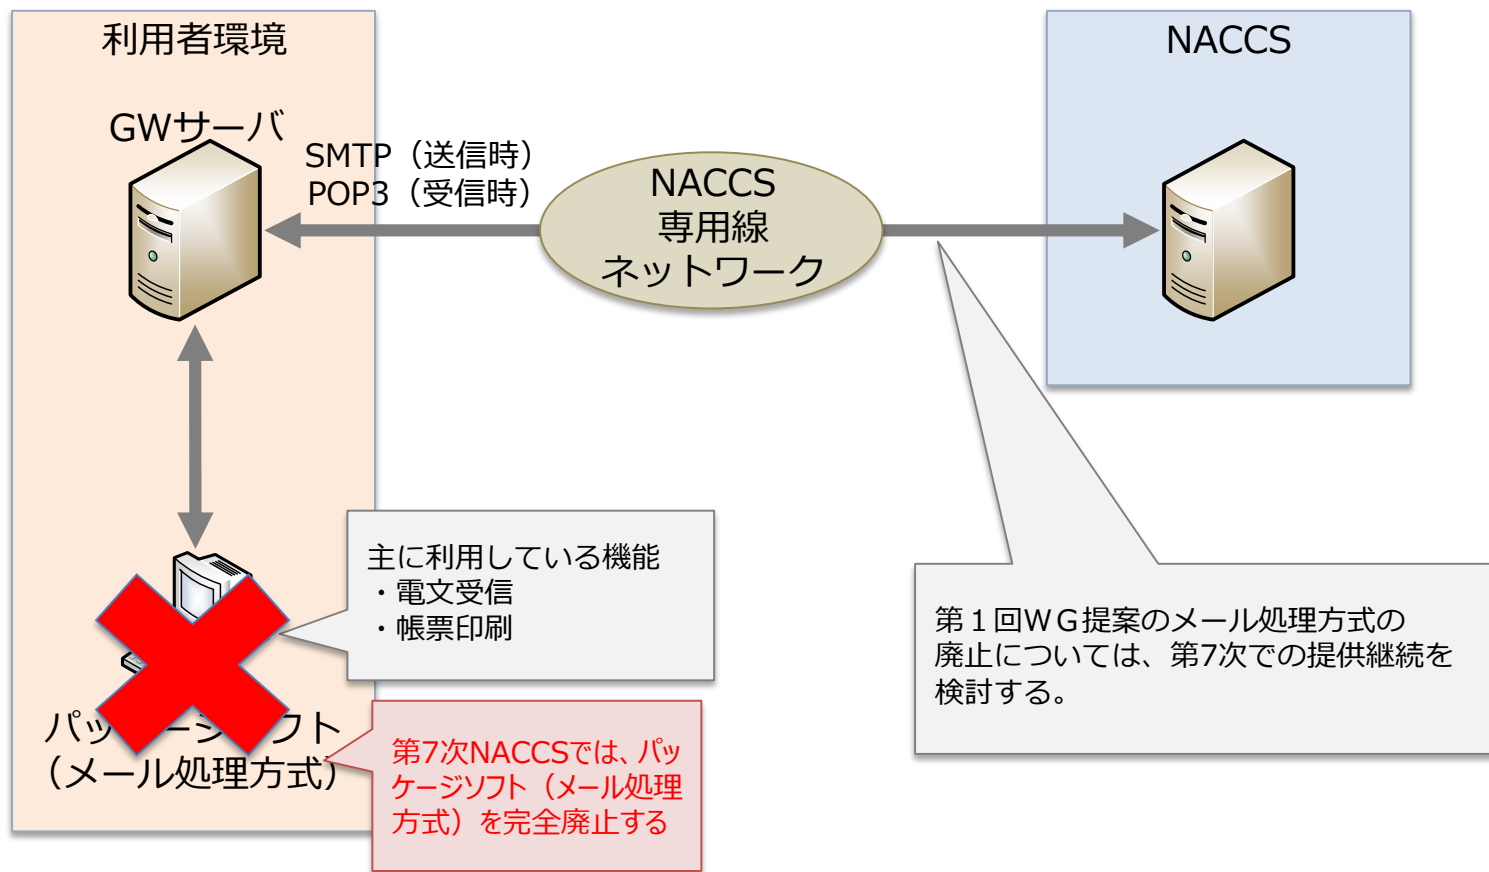 利用者環境
GWサーバ
SMTP（送信時）
POP3（受信時）
NACCS
専用線
ネットワーク
NACCS
主に利用している機能
・電文受信
・帳票印刷
第１回ＷＧ提案のメール処理方式の
廃止については、第7次での提供継続を
検討する。
パッケージソフト
（メール処理方式）
第7次NACCSでは、パッ
ケージソフト（メール処理
方式）を完全廃止する